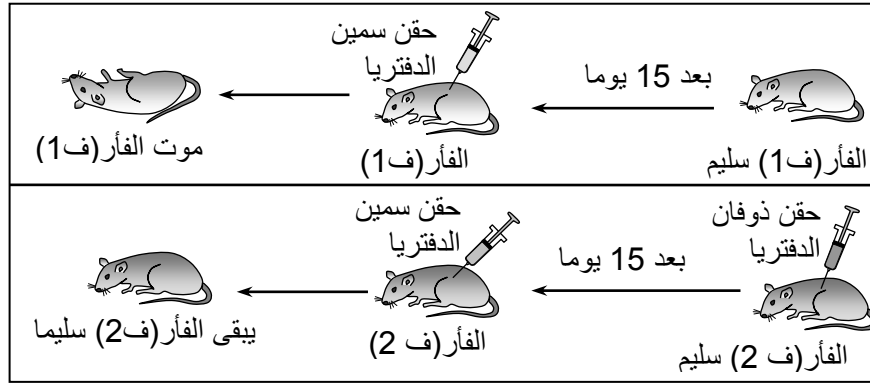 الفأر(ف1) سليم
بعد 15 يوما
حقن سمين
الدفتريا
الفأر(ف1)
موت الفأر(ف1)
حقن ذوفان
الدفتريا
الفأر(ف 2) سليم
بعد 15 يوما
حقن سمين
الدفتريا
الفأر(ف 2)
يبقى الفأر(ف2) سليما